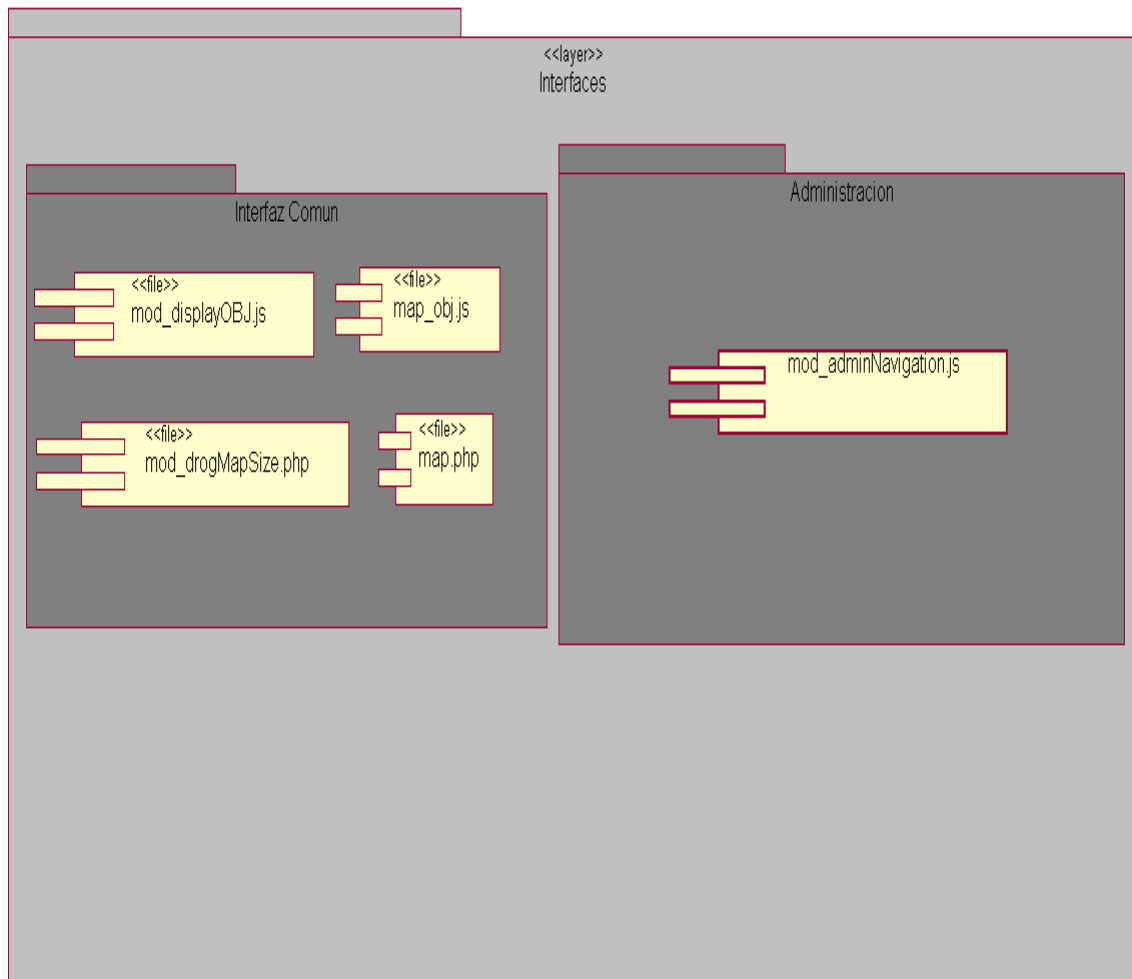 <<layer>>
Interfaces
Interfaz Comun
<<file>>
mod_displayOBJ.js
<<file>>
map_obj.js
<<file>>
mod_drogMapSize.php
<<file>>
map.php
Administracion
mod_adminNavigation.js